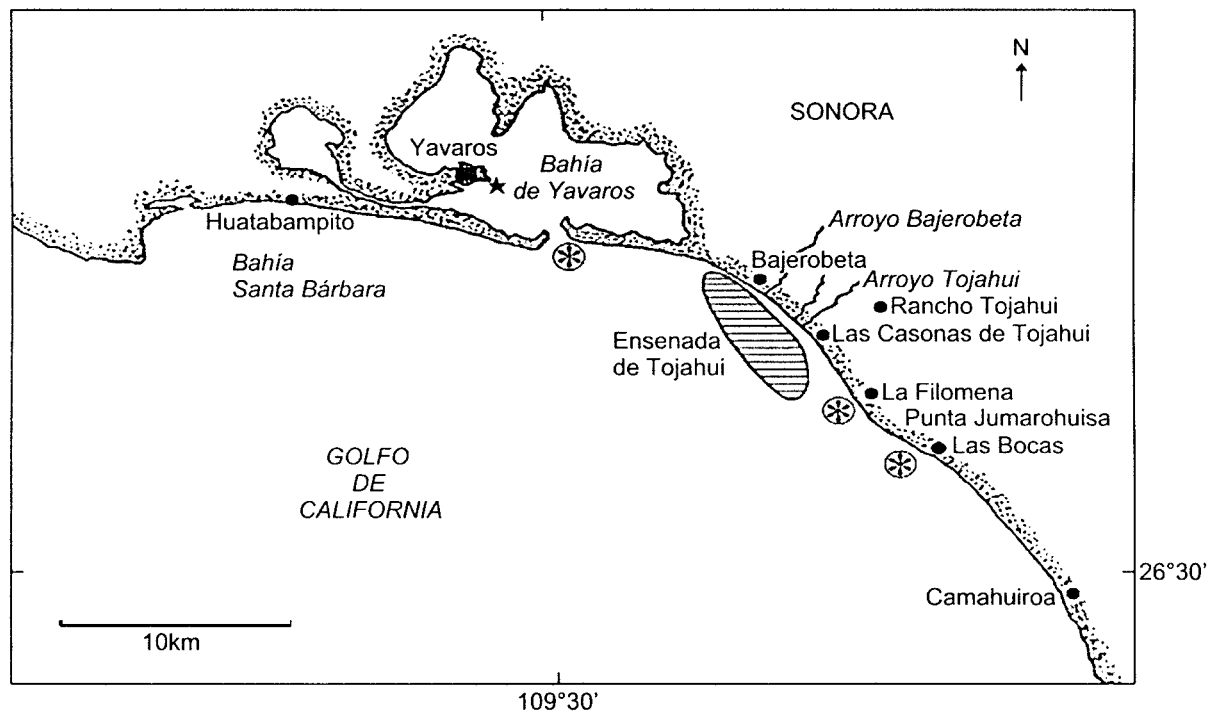 N
SONORA
Yavaros
Bahía
de Yavaros
Huatabampito
Arroyo Bajerobeta
Bajerobeta
Arroyo Tojahui
Bahía
Santa Bárbara
Rancho Tojahui
Las Casonas de Tojahui
Ensenada
de Tojahui
La Filomena
Punta Jumarohuisa
Las Bocas
GOLFO
DE
CALIFORNIA
26°30'
Camahuiroa
10km
109°30'